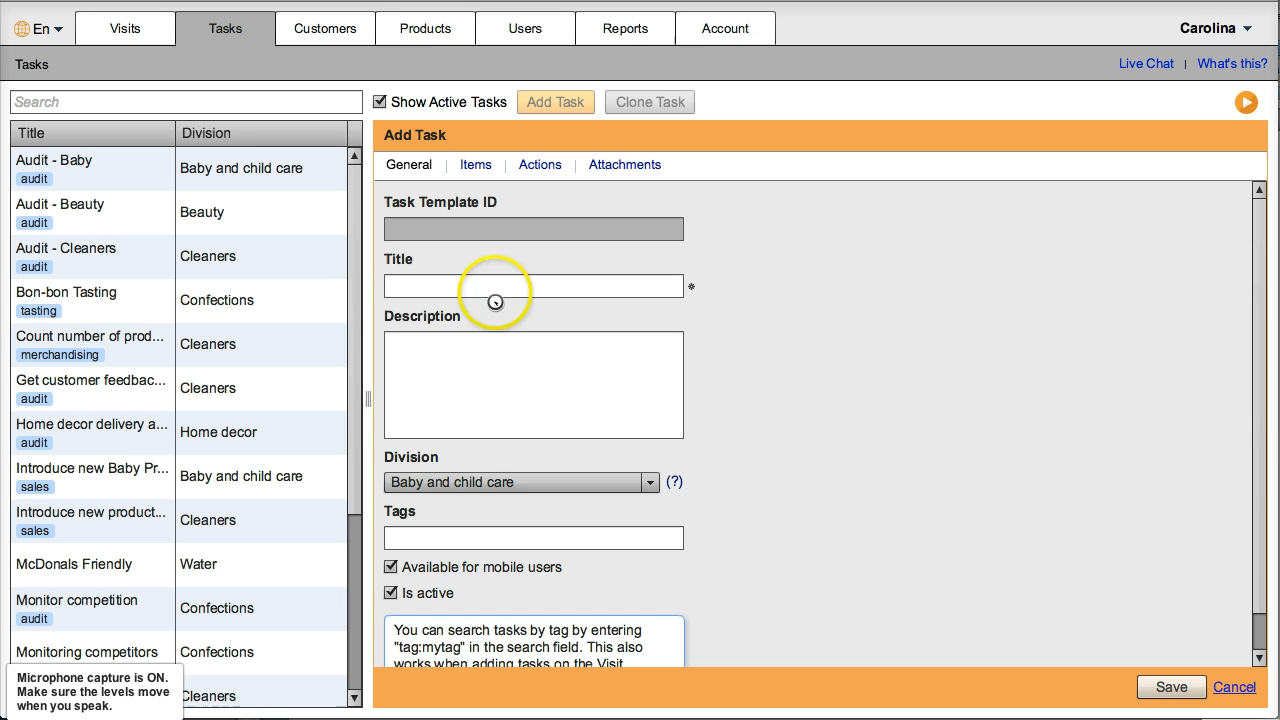 En
Visits
Tasks
Customers
Products
Users
Reports
Account
Carolina
Tasks
Live Chat | What's this?
Search
Show Active Tasks
Add Task
Clone Task
Title
Division
Audit - Baby
audit
Baby and child care
Audit - Beauty
audit
Beauty
Audit - Cleaners
audit
Cleaners
Bon-bon Tasting
tasting
Confections
Count number of prod...
merchandising
Cleaners
Get customer feedbac...
audit
Cleaners
Home decor delivery a...
audit
Home decor
Introduce new Baby Pr...
sales
Baby and child care
Introduce new product...
sales
Cleaners
McDonals Friendly
Water
Monitor competition
audit
Confections
Monitoring competitors
Confections
Cleaners
Microphone capture is ON.
Make sure the levels move
when you speak.
Add Task
General | Items | Actions | Attachments
Task Template ID
Title
*
Description
Division
Baby and child care
(?)
Tags
Available for mobile users
Is active
You can search tasks by tag by entering
"tag:mytag" in the search field. This also
works when adding tasks on the Visit
Save
Cancel